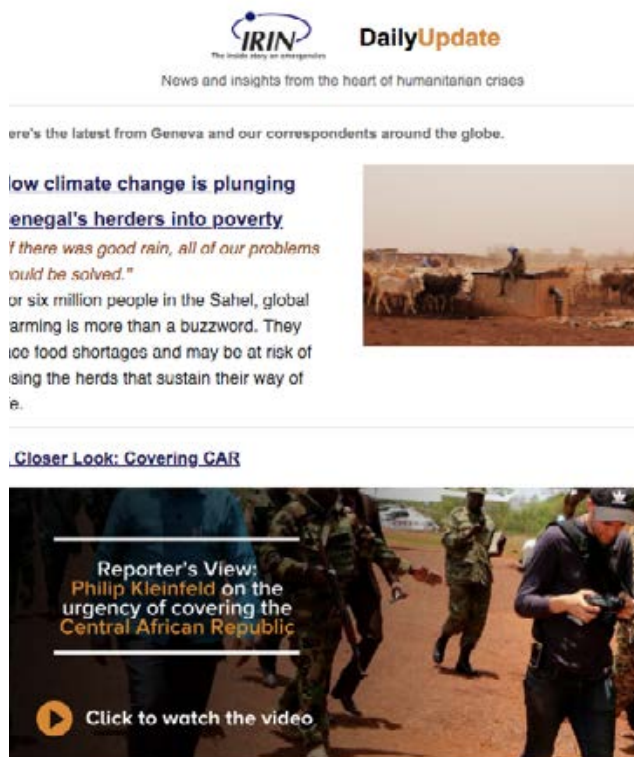 IRIN
The inside story on emergencies
DailyUpdate
News and insights from the heart of humanitarian crises
ere's the latest from Geneva and our correspondents around the globe.
low climate change is plunging
enegal's herders into poverty
f there was good rain, all of our problems
ould be solved."
or six million people in the Sahel, global
arming is more than a buzzword. They
ace food shortages and may be at risk of
sing the herds that sustain their way of
fe.
Closer Look: Covering CAR
Reporter's View:
Philip Kleinfeld on the
urgency of covering the
Central African Republic
Click to watch the video